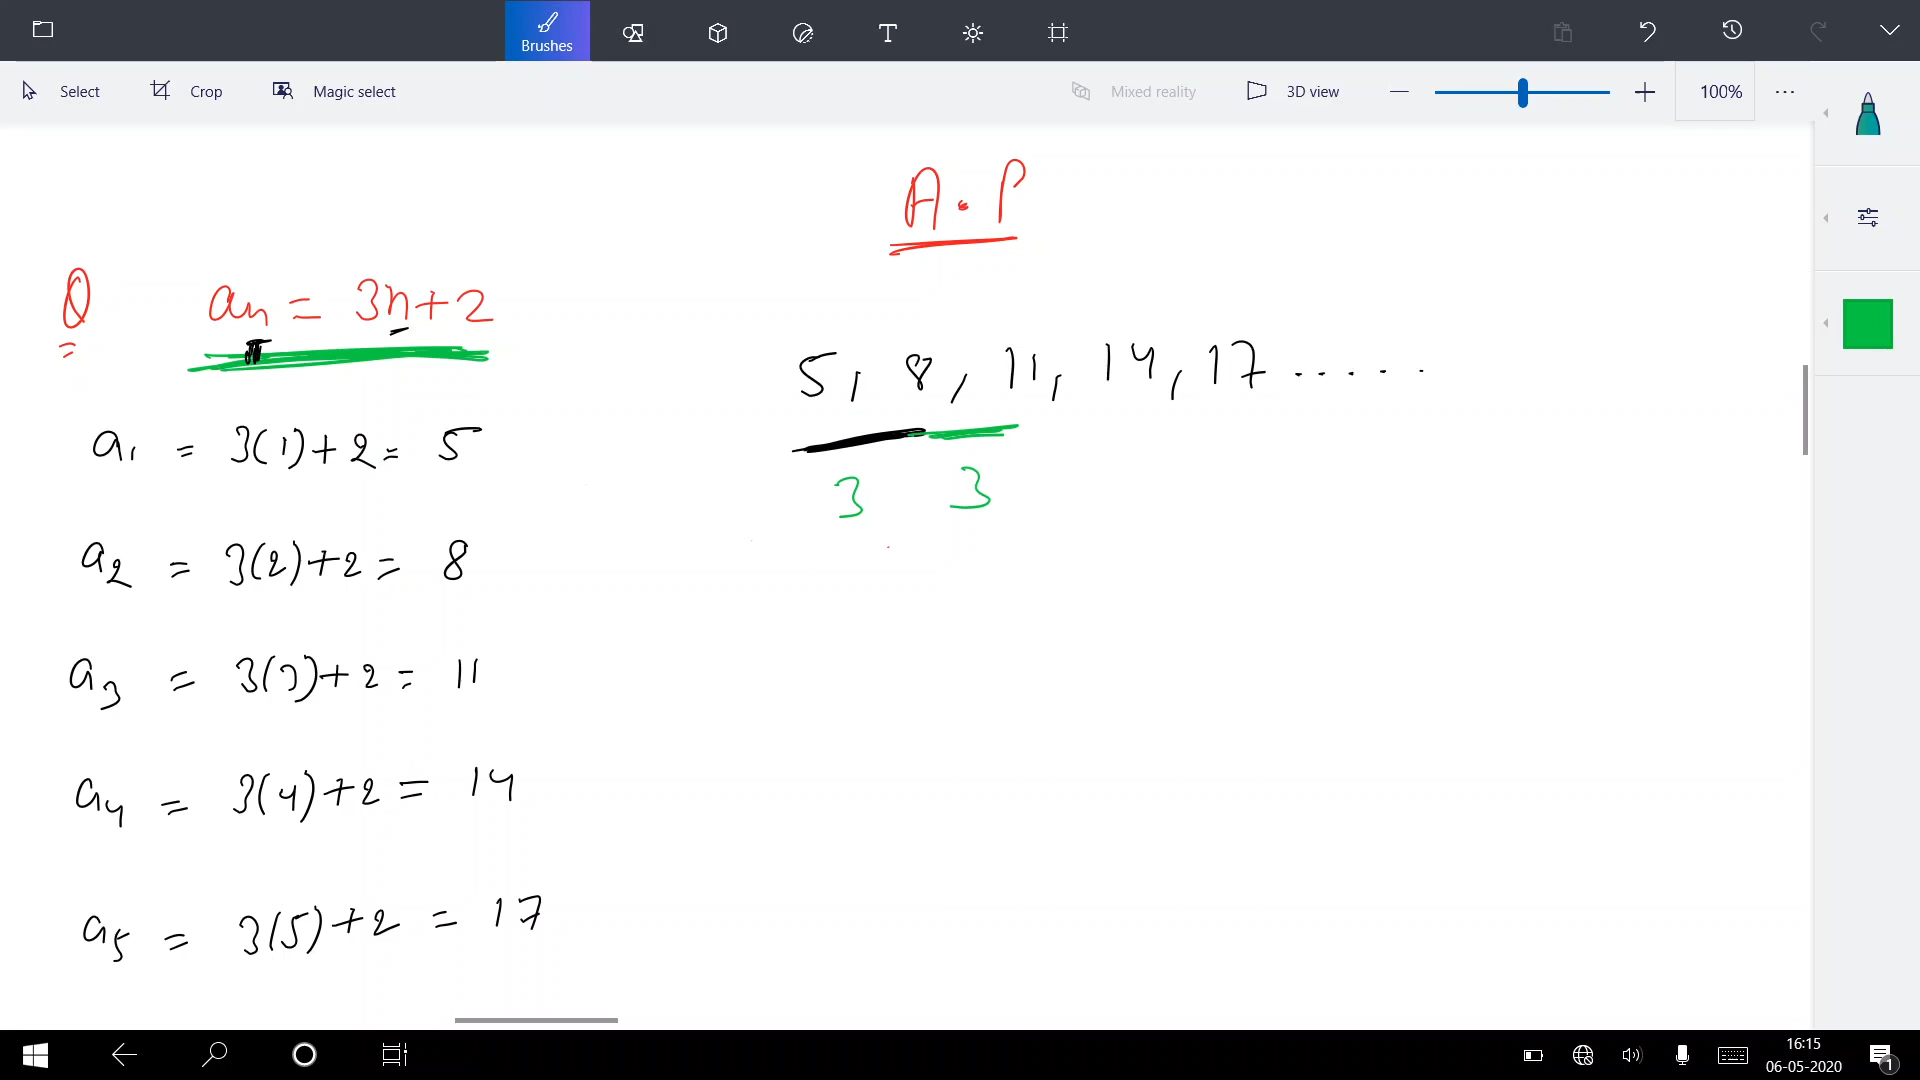 Brushes
Select
Crop
Magic select
Mixed reality
3D view
100%
A.P
Q an = 3n+2
5, 8, 11, 14, 17 .....
3 3
a1 = 3(1)+2= 5
a2 = 3(2)+2= 8
a3 = 3(3)+2= 11
a4 = 3(4)+2= 14
a5 = 3(5)+2 = 17
16:15
06-05-2020
1